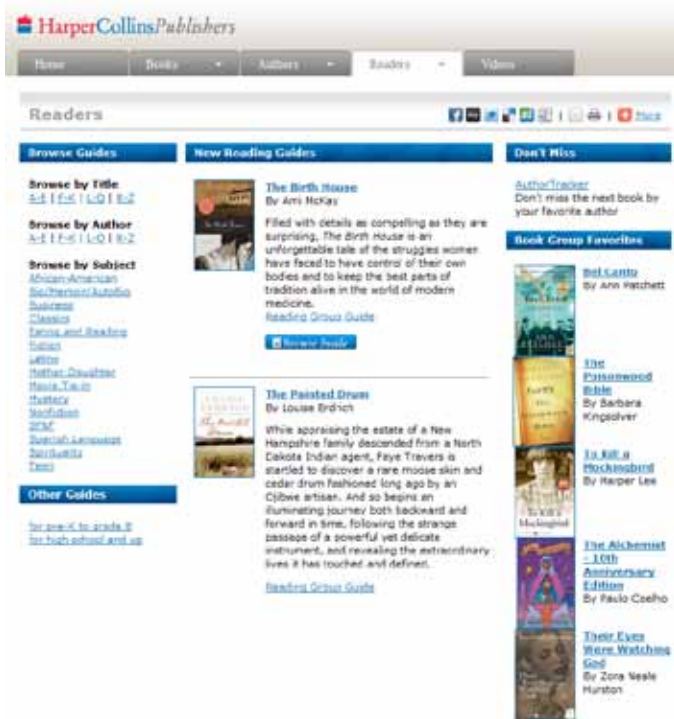 HarperCollinsPublishers
Home
Books
Authors
Readers
Videos
Readers
More
Browse Guides
Browse by Title
A-E | F-K | L-Q | R-Z
Browse by Author
A-E | F-K | L-Q | R-Z
Browse by Subject
African-American
Bio/Memoir/AutoBio
Business
Classics
Eating and Reading
Fiction
Latino
Mother-Daughter
Movie Tie-in
Mystery
Nonfiction
SF&F
Spanish Language
Spirituality
Teen
Other Guides
for pre-K to grade 8
for high school and up
New Reading Guides
The Birth House
By Ami McKay
Filled with details as compelling as they are
surprising, The Birth House is an
unforgettable tale of the struggles women
have faced to have control of their own
bodies and to keep the best parts of
tradition alive in the world of modern
medicine.
Reading Group Guide
Browse Inside
The Painted Drum
By Louise Erdrich
While appraising the estate of a New
Hampshire family descended from a North
Dakota Indian agent, Faye Travers is
startled to discover a rare moose skin and
cedar drum fashioned long ago by an
Ojibwe artisan. And so begins an
illuminating journey both backward and
forward in time, following the strange
passage of a powerful yet delicate
instrument, and revealing the extraordinary
lives it has touched and defined.
Reading Group Guide
Don't Miss
AuthorTracker
Don't miss the next book by
your favorite author
Book Group Favorites
Bel Canto
By Ann Patchett
The
Poisonwood
Bible
By Barbara
Kingsolver
To Kill a
Mockingbird
By Harper Lee
The Alchemist
- 10th
Anniversary
Edition
By Paulo Coelho
Their Eyes
Were Watching
God
By Zora Neale
Hurston